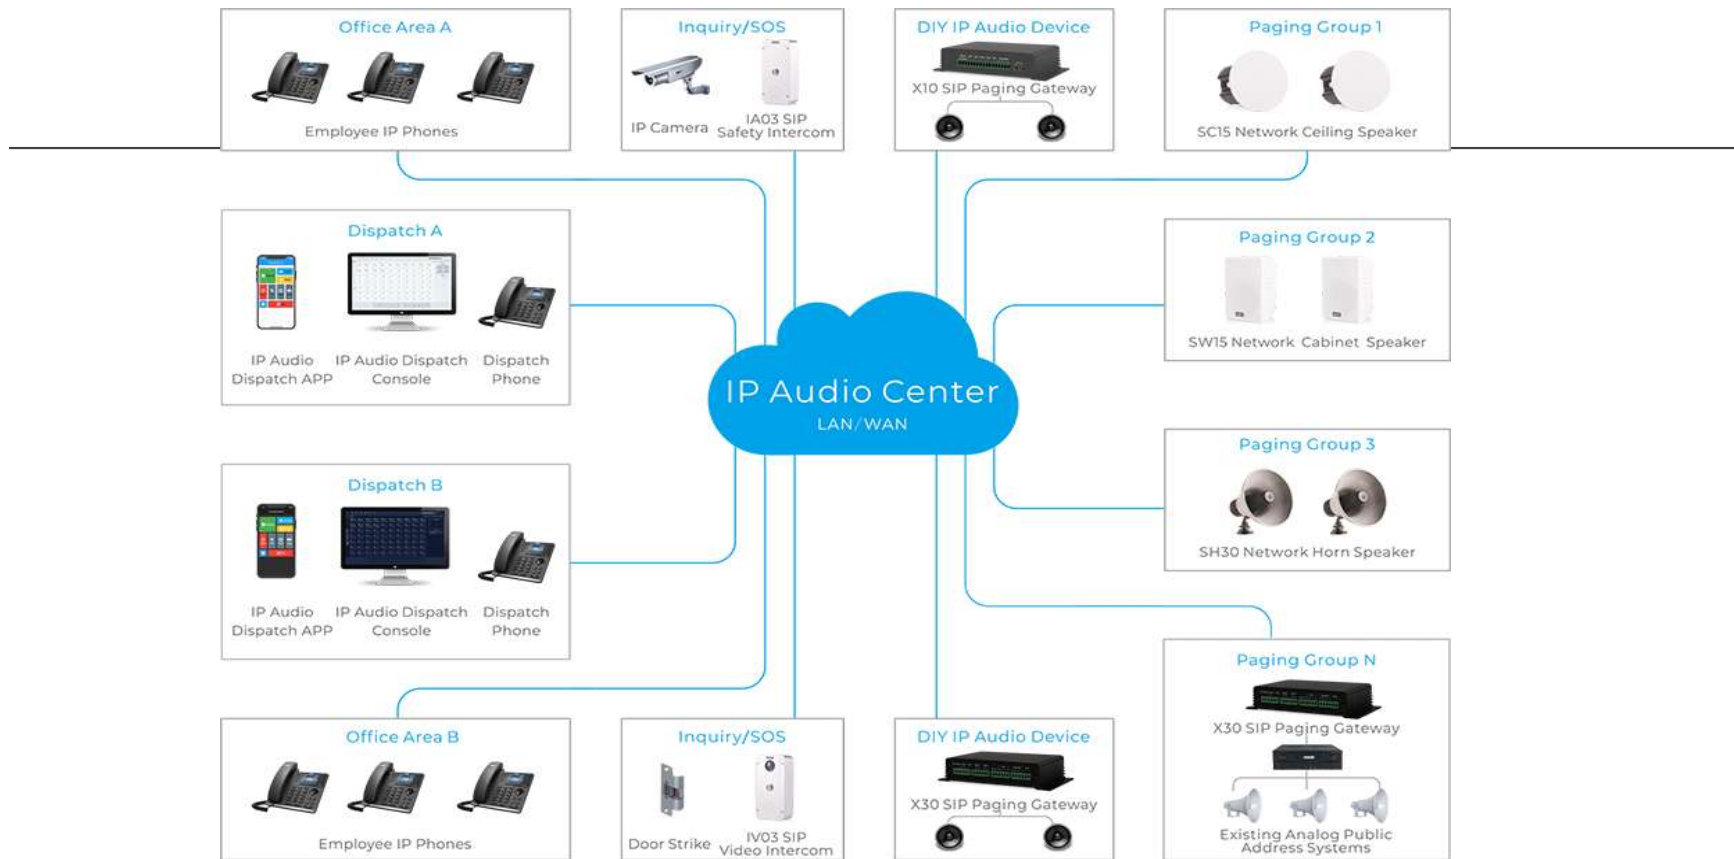 Office Area A
Employee IP Phones
Inquiry/SOS
IP Camera
IA03 SIP
Safety Intercom
DIY IP Audio Device
X10 SIP Paging Gateway
Paging Group 1
SC15 Network Ceiling Speaker
Dispatch A
IP Audio
Dispatch APP
IP Audio Dispatch
Console
Dispatch
Phone
Paging Group 2
SW15 Network Cabinet Speaker
IP Audio Center
LAN/WAN
Dispatch B
IP Audio
Dispatch APP
IP Audio Dispatch
Console
Dispatch
Phone
Paging Group 3
SH30 Network Horn Speaker
Office Area B
Employee IP Phones
Inquiry/SOS
Door Strike
IV03 SIP
Video Intercom
DIY IP Audio Device
X30 SIP Paging Gateway
Paging Group N
X30 SIP Paging Gateway
Existing Analog Public
Address Systems